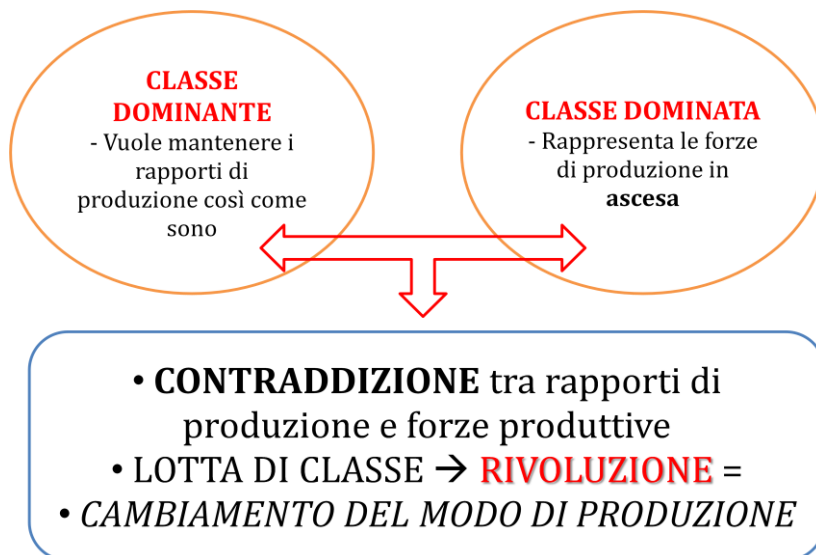 CLASSE
DOMINANTE
- Vuole mantenere i
rapporti di
produzione così come
sono
CLASSE DOMINATA
- Rappresenta le forze
di produzione in
ascesa
• CONTRADDIZIONE tra rapporti di
produzione e forze produttive
• LOTTA DI CLASSE → RIVOLUZIONE =
• CAMBIAMENTO DEL MODO DI PRODUZIONE